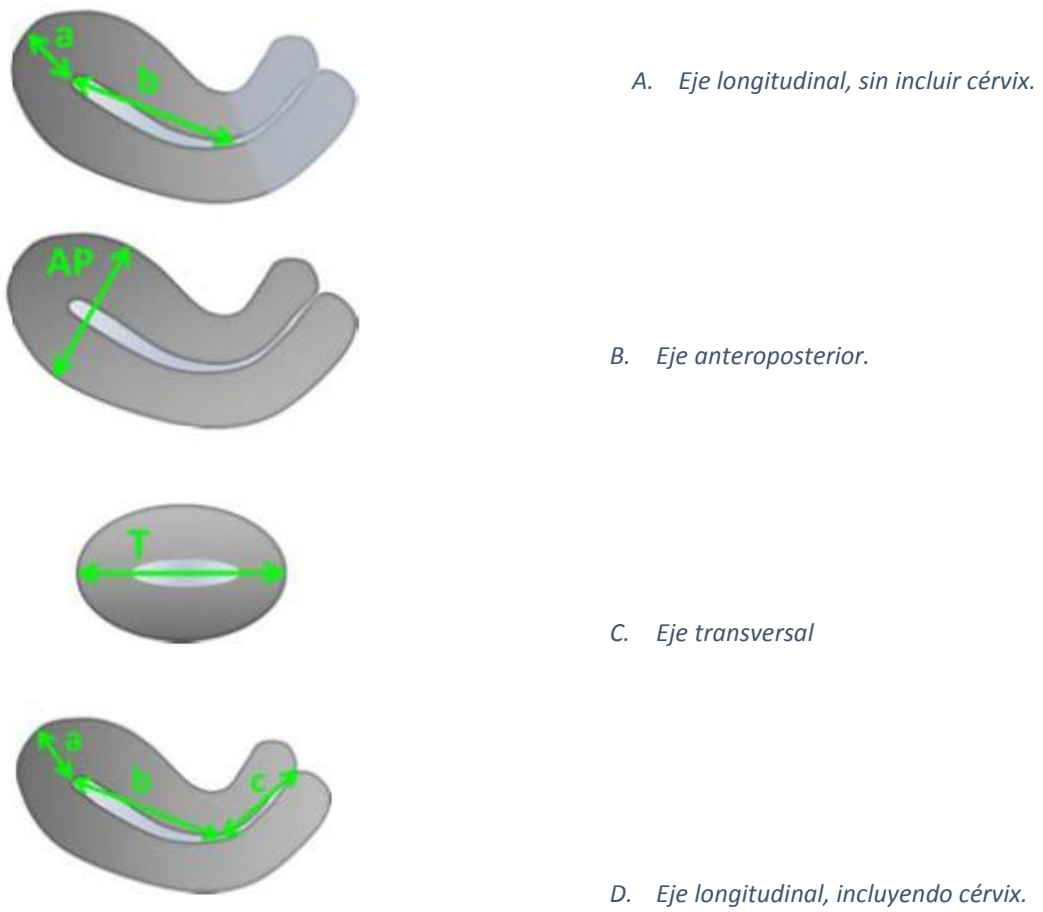 a
b
A. Eje longitudinal, sin incluir cérvix.
AP
B. Eje anteroposterior.
T
C. Eje transversal
a
b
c
D. Eje longitudinal, incluyendo cérvix.